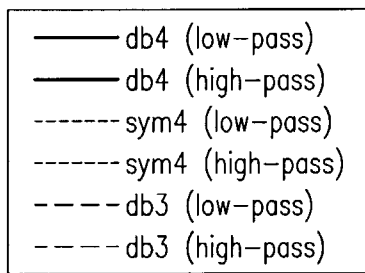 db4 (low-pass)
db4 (high-pass)
sym4 (low-pass)
sym4 (high-pass)
db3 (low-pass)
db3 (high-pass)